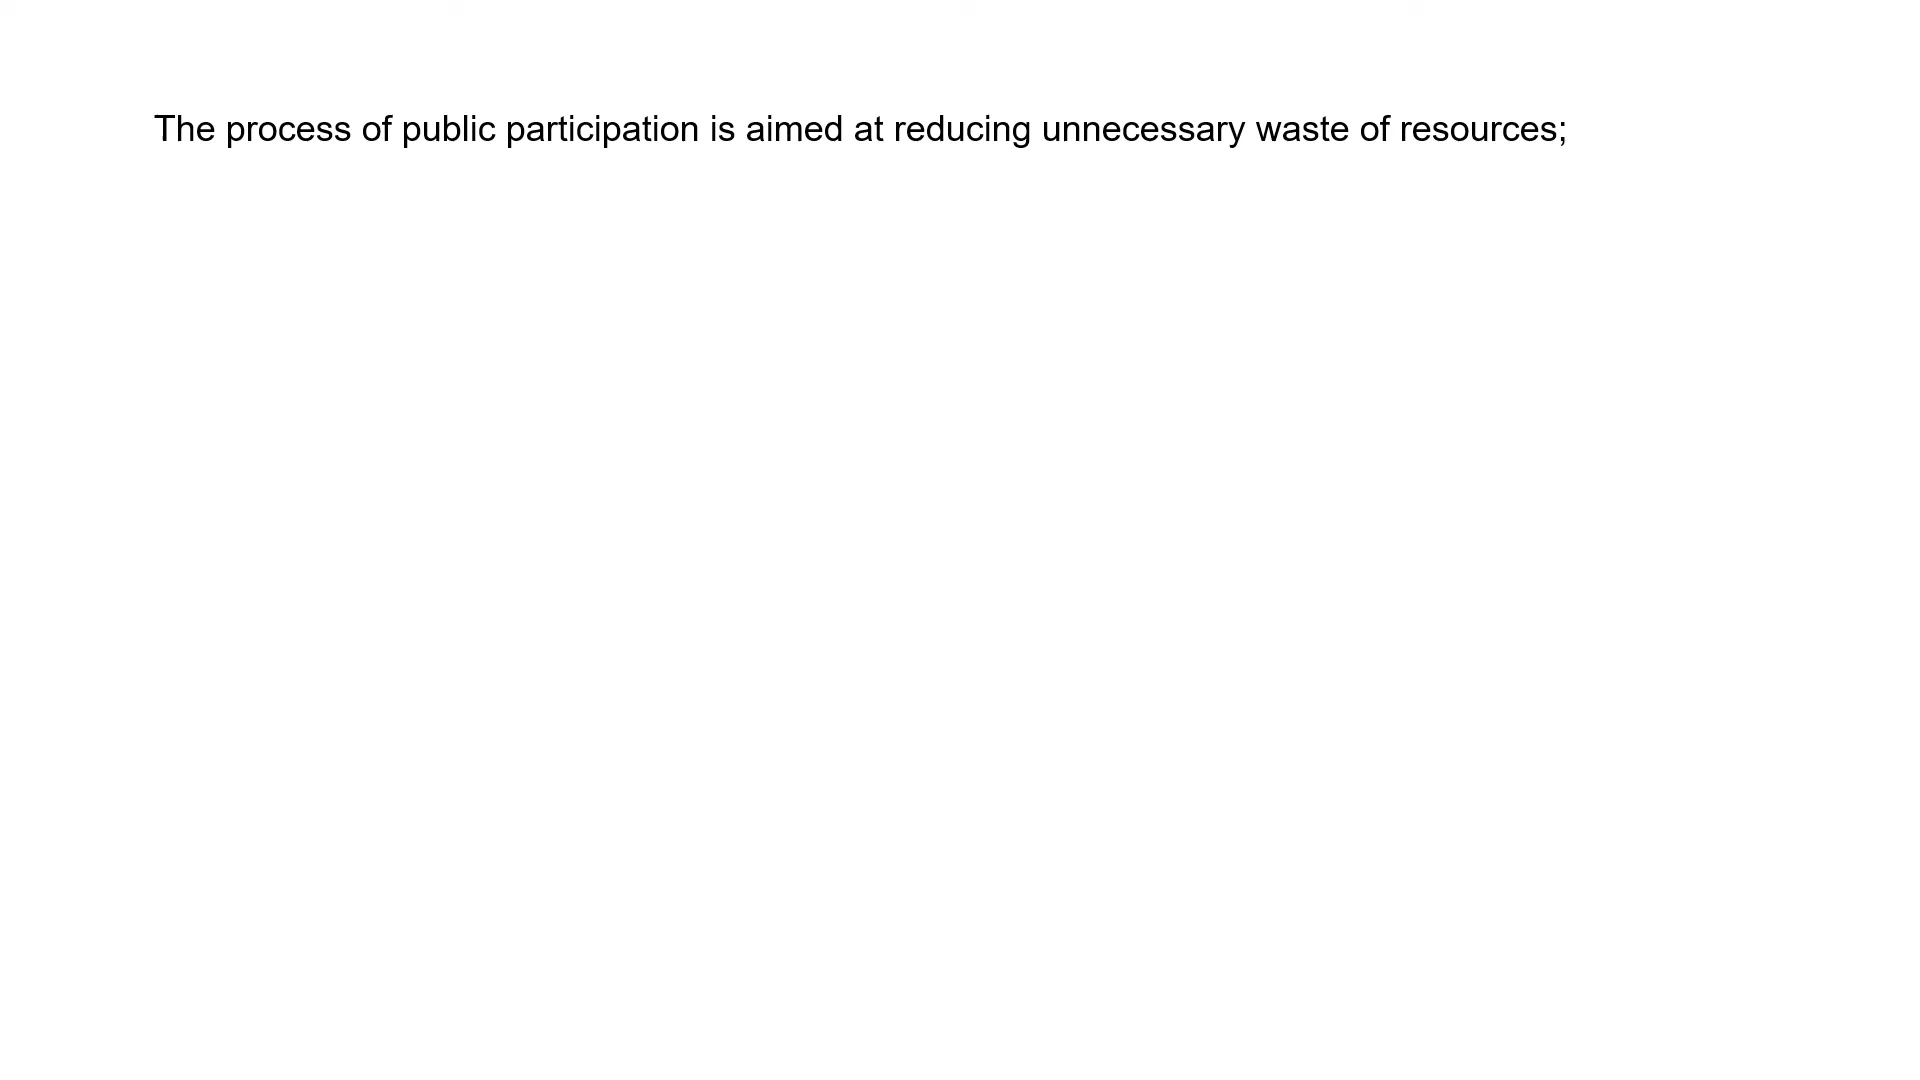 The process of public participation is aimed at reducing unnecessary waste of resources;